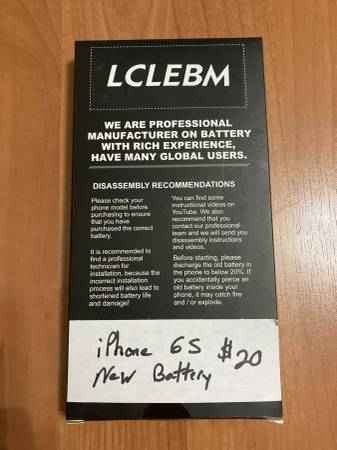 LCLEBM
WE ARE PROFESSIONAL
MANUFACTURER ON BATTERY
WITH RICH EXPERIENCE,
HAVE MANY GLOBAL USERS.
DISASSEMBLY RECOMMENDATIONS
Please check your
phone model before
purchasing to ensure
that you have
purchased the correct
battery.
It is recommended to
find a professional
technician for
installation, because the
incorrect installation
process will also lead to
shortened battery life
and damage!
You can find some
instructional videos on
YouTube. We also
recommend that you
contact our professional
team and we will send you
disassembly instructions
and videos.
Before starting, please
discharge the old battery in
the phone to below 20%. If
you accidentally pierce an
old battery inside your
phone, it may catch fire
and / or explode.
iPhone 6S $20
New Battery